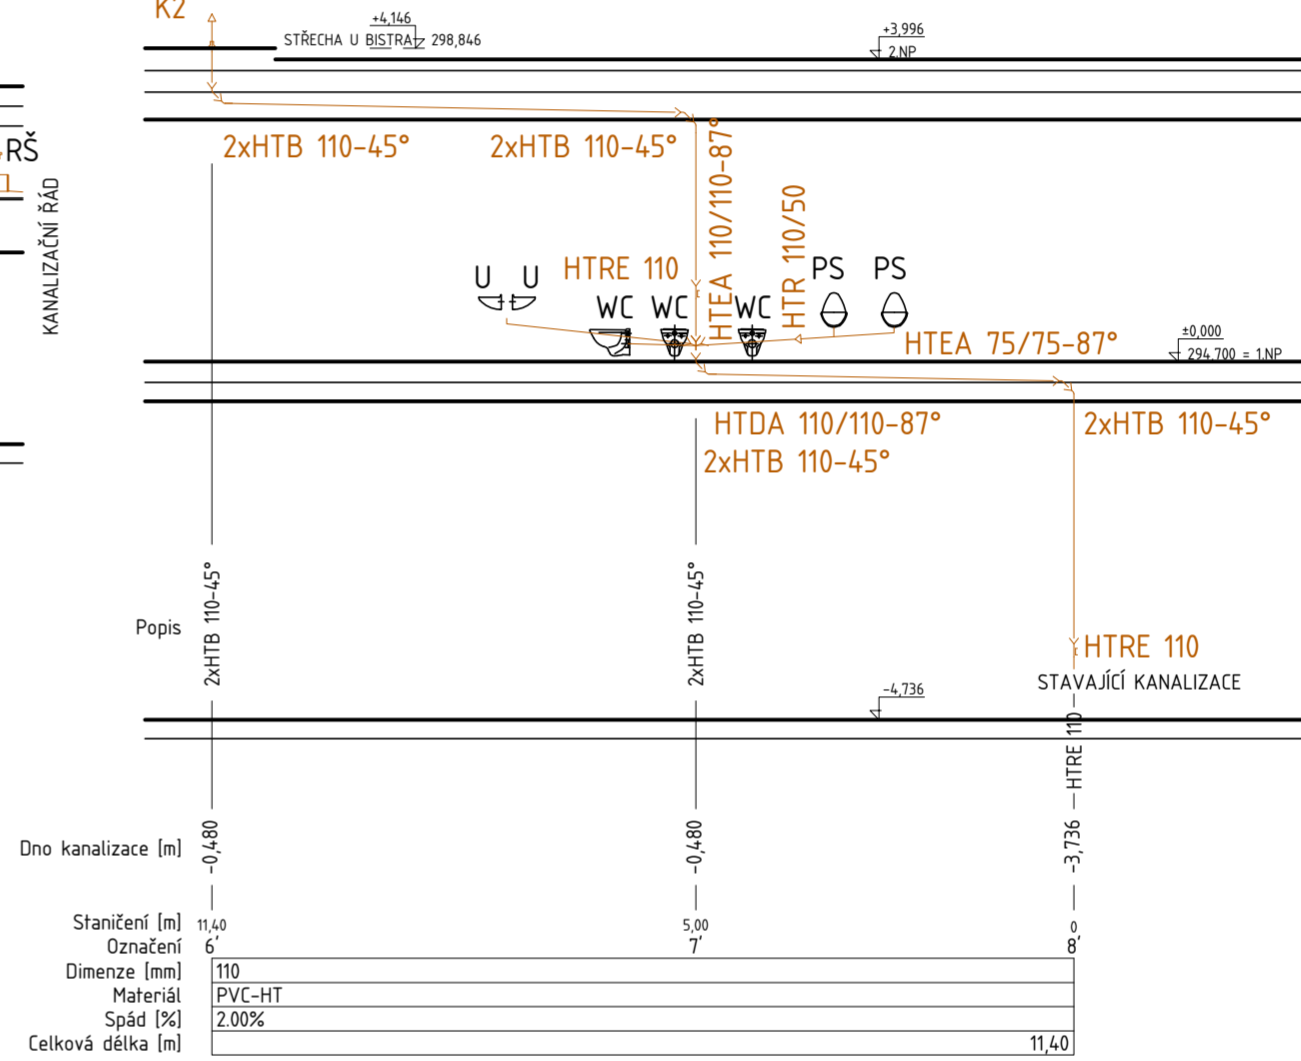 K2
+4,146
STŘECHA U BISTRA 298,846
+3,996
2.NP
RŠ
KANALIZAČNÍ ŘÁD
2xHTB 110-45°
2xHTB 110-45°
HTEA 110/110-87°
HTR 110/50
U U
HTRE 110
PS PS
WC WC WC
HTEA 75/75-87°
±0,000
294.700 = 1.NP
HTDA 110/110-87°
2xHTB 110-45°
2xHTB 110-45°
Popis
2xHTB 110-45°
2xHTB 110-45°
HTRE 110
STAVAJÍCÍ KANALIZACE
-4,736
HTRE 110
Dno kanalizace [m]
-0,480
-0,480
-3,736
Staničení [m] 11,40 5,00 0
Označení 6' 7' 8'
Dimenze [mm] 110
Materiál PVC-HT
Spád [%] 2.00%
Celková délka [m] 11,40